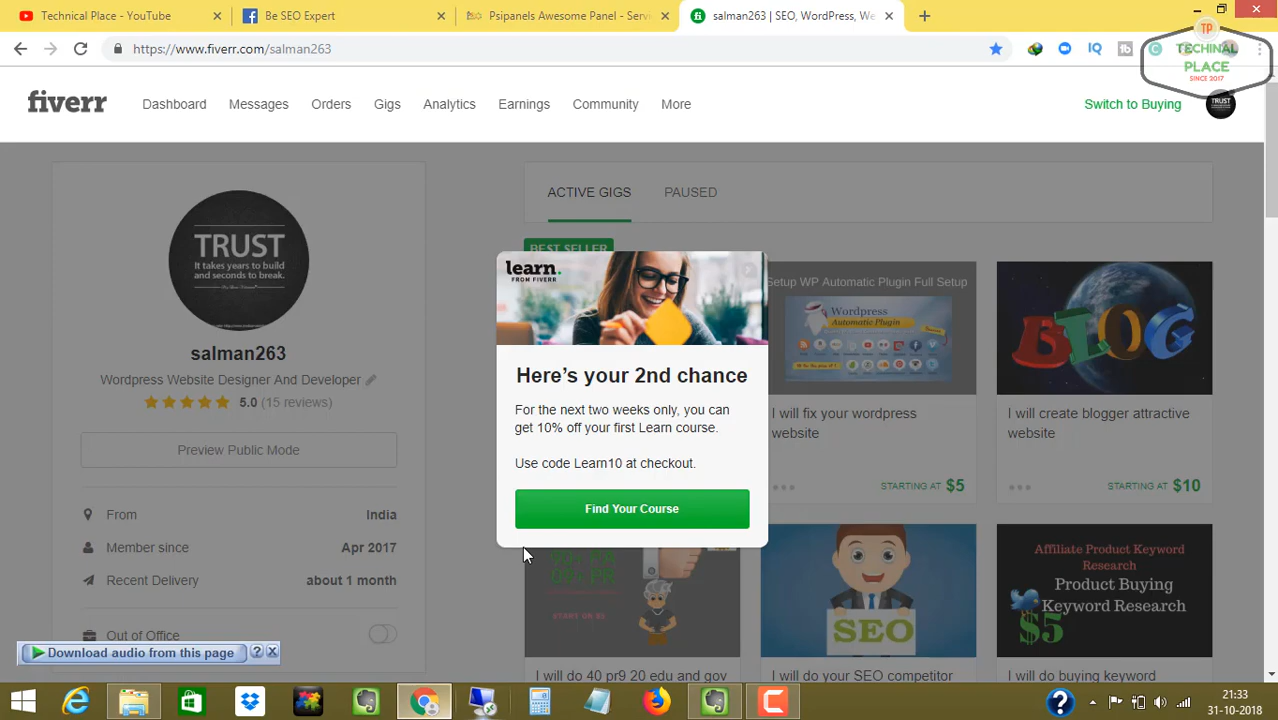 Technical Place - YouTube
Be SEO Expert
Psipanels Awesome Panel - Serv
salman263 | SEO, WordPress, We
https://www.fiverr.com/salman263
TP
TECHINAL
PLACE
SINCE 2017
fiverr
Dashboard
Messages
Orders
Gigs
Analytics
Earnings
Community
More
Switch to Buying
TRUST
ACTIVE GIGS
PAUSED
TRUST
It takes years to build
and seconds to break.
salman263
Wordpress Website Designer And Developer
5.0 (15 reviews)
Preview Public Mode
From India
Member since Apr 2017
Recent Delivery about 1 month
Out of Office
BEST SELLER
learn.
FROM FIVERR
Here's your 2nd chance
For the next two weeks only, you can
get 10% off your first Learn course.
Use code Learn10 at checkout.
Find Your Course
Setup WP Automatic Plugin Full Setup
Wordpress
Automatic Plugin
I will fix your wordpress
website
STARTING AT $5
BLOG
I will create blogger attractive
website
STARTING AT $10
START ON $5
I will do 40 pr9 20 edu and gov
SEO
I will do your SEO competitor
Affiliate Product Keyword
Research
Product Buying
Keyword Research
$5
I will do buying keyword
Download audio from this page
21:33
31-10-2018